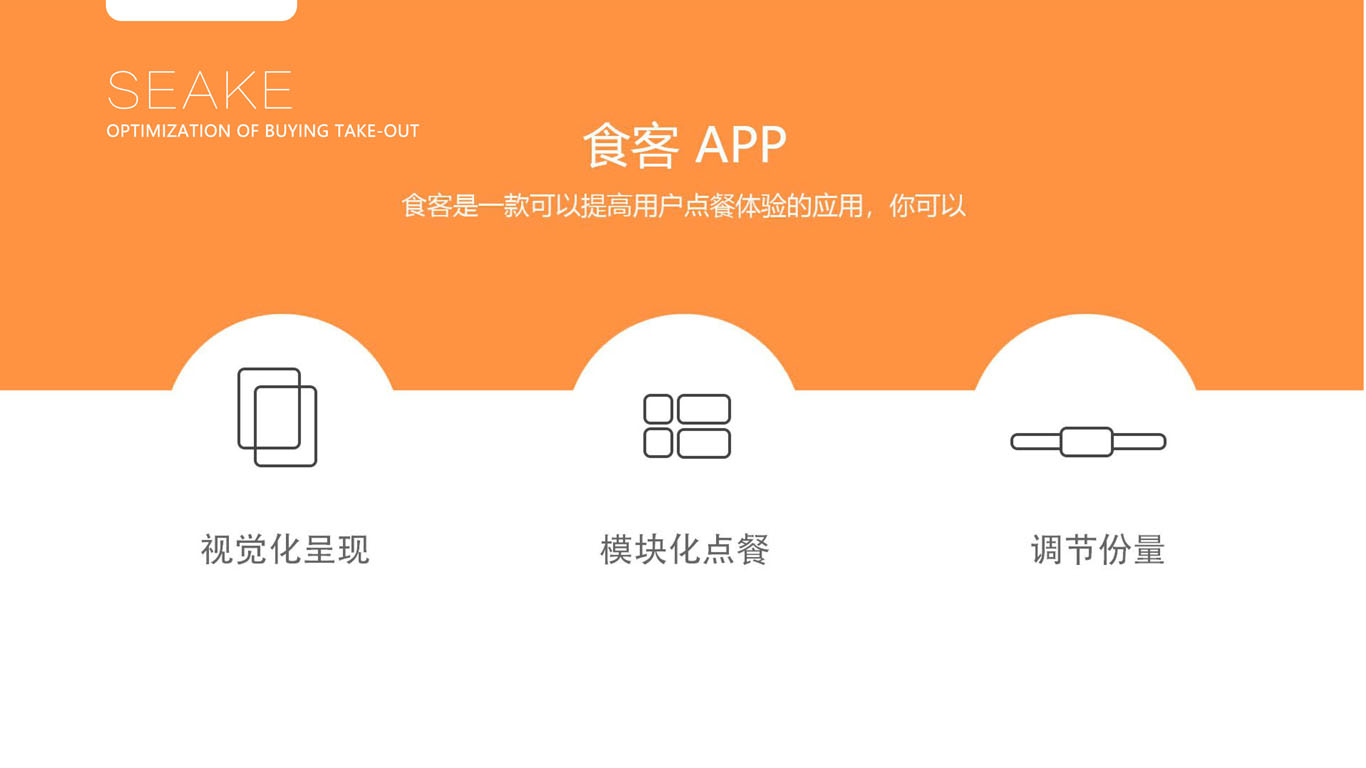 SEAKE
OPTIMIZATION OF BUYING TAKE-OUT
食客 APP
食客是一款可以提高用户点餐体验的应用，你可以
视觉化呈现
模块化点餐
调节份量